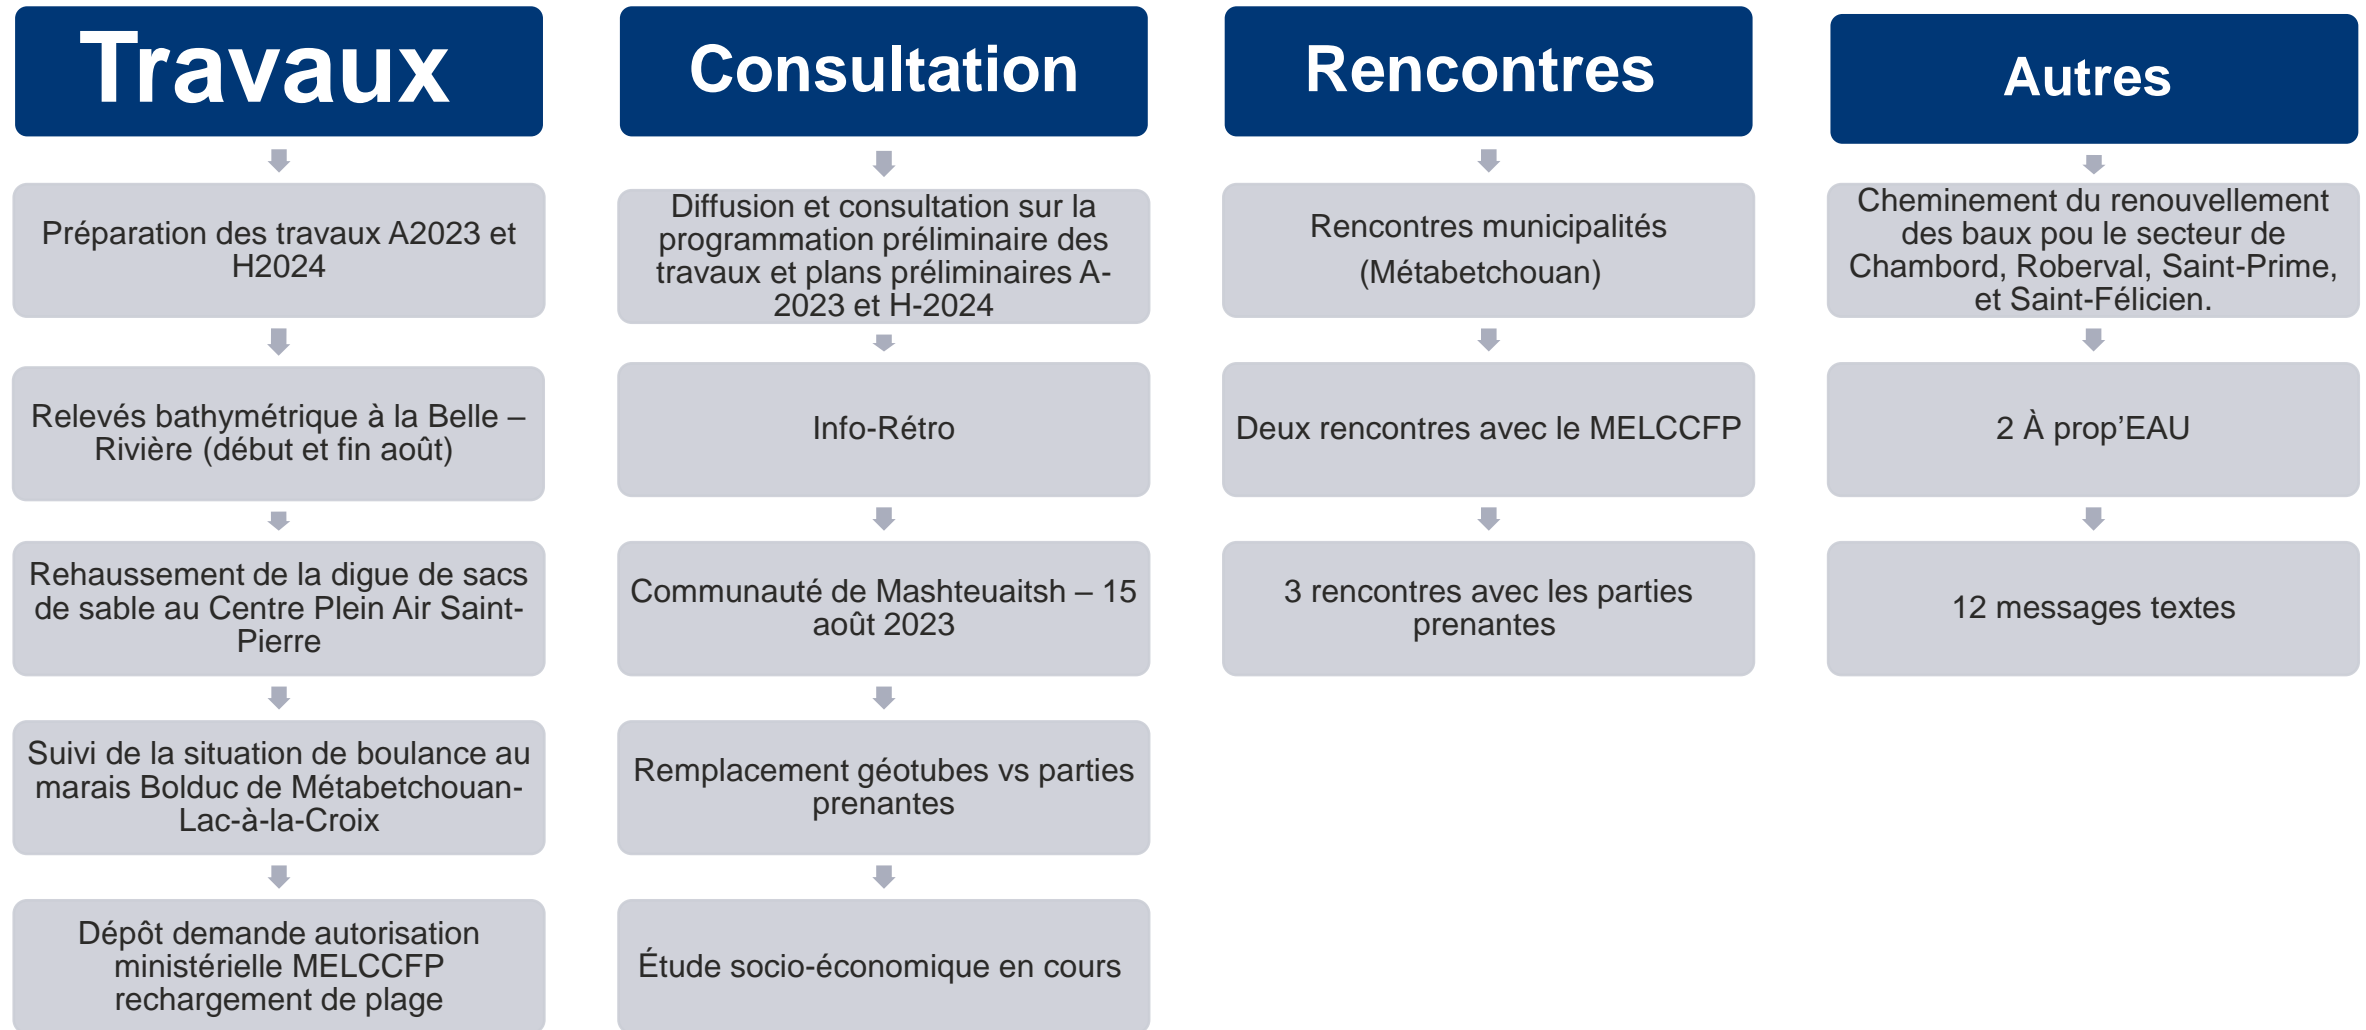 Travaux
Préparation des travaux A2023 et
H2024
Relevés bathymétrique à la Belle –
Rivière (début et fin août)
Rehaussement de la digue de sacs
de sable au Centre Plein Air Saint-
Pierre
Suivi de la situation de boulance au
marais Bolduc de Métabetchouan-
Lac-à-la-Croix
Dépôt demande autorisation
ministérielle MELCCFP
rechargement de plage
Consultation
Diffusion et consultation sur la
programmation préliminaire des
travaux et plans préliminaires A-
2023 et H-2024
Info-Rétro
Communauté de Mashteuaitsh – 15
août 2023
Remplacement géotubes vs parties
prenantes
Étude socio-économique en cours
Rencontres
Rencontres municipalités
(Métabetchouan)
Deux rencontres avec le MELCCFP
3 rencontres avec les parties
prenantes
Autres
Cheminement du renouvellement
des baux pou le secteur de
Chambord, Roberval, Saint-Prime,
et Saint-Félicien.
2 À prop’EAU
12 messages textes